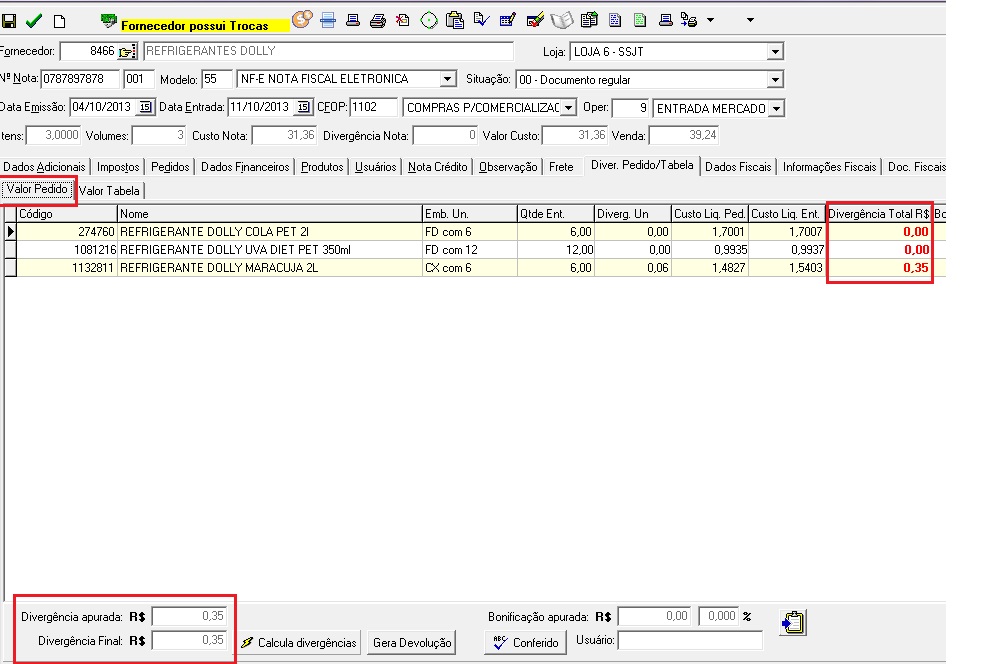 Fornecedor possui Trocas
Fornecedor: 8466 REFRIGERANTES DOLLY Loja: LOJA 6 - SSJT
Nº Nota: 0787897878 001 Modelo: 55 NF-E NOTA FISCAL ELETRONICA Situação: 00 - Documento regular
Data Emissão: 04/10/2013 15 Data Entrada: 11/10/2013 15 CFOP: 1102 COMPRAS P/COMERCIALIZAC Oper: 9 ENTRADA MERCADO
tens: 3,0000 Volumes: 3 Custo Nota: 31,36 Divergência Nota: 0 Valor Custo: 31,36 Venda: 39,24
Dados Adicionais Impostos Pedidos Dados Financeiros Produtos Usuários Nota Crédito Observação Frete Diver. Pedido/Tabela Dados Fiscais Informações Fiscais Doc. Fiscais
Valor Pedido Valor Tabela
Código Nome Emb. Un. Qtde Ent. Diverg. Un Custo Liq. Ped. Custo Liq. Ent. Divergência Total R$ Bo
274760 REFRIGERANTE DOLLY COLA PET 2l FD com 6 6,00 0,00 1,7001 1,7007 0,00
1081216 REFRIGERANTE DOLLY UVA DIET PET 350ml FD com 12 12,00 0,00 0,9935 0,9937 0,00
1132811 REFRIGERANTE DOLLY MARACUJA 2L CX com 6 6,00 0,06 1,4827 1,5403 0,35
Divergência apurada: R$ 0,35 Bonificação apurada: R$ 0,00 0,000 %
Divergência Final: R$ 0,35 Calcula divergências Gera Devolução ABC Conferido Usuário: